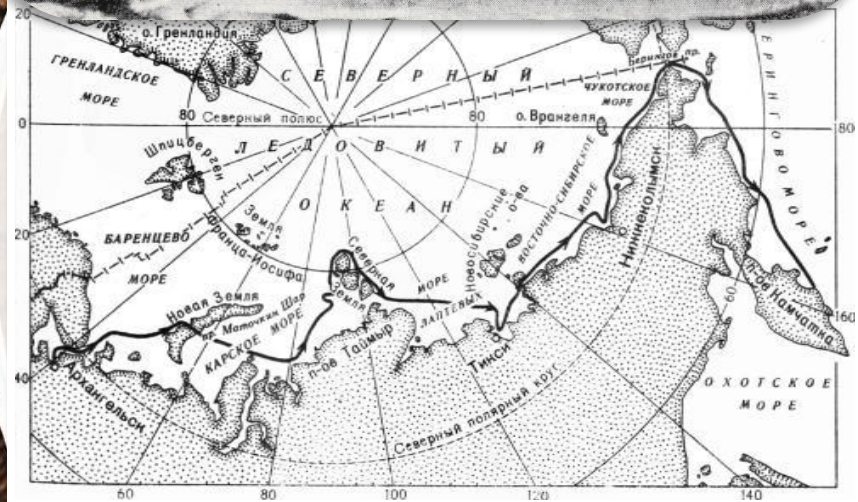 20
о. Гренландия
ГРЕНЛАНДСКОЕ
МОРЕ
СЕВЕРНЫЙ
Берингов пр.
БЕРИНГОВО МОРЕ
ЧУКОТСКОЕ
МОРЕ
80
Северный полюс
80
о. Врангеля
0
180
ЛЕДОВИТЫЙ
ОКЕАН
Шпицберген
Земля
Франца-Иосифа
20
БАРЕНЦЕВО
МОРЕ
Новосибирские
о-ва
ВОСТОЧНО-СИБИРСКОЕ
МОРЕ
Нижнеколымск
Северная
Земля
МОРЕ
ЛАПТЕВЫХ
Новая Земля
пр. Маточкин Шар
КАРСКОЕ МОРЕ
п-ов Таймыр
Тикси
60
п-ов Камчатка
160
40
Архангельск
Северный полярный круг
ОХОТСКОЕ
МОРЕ
60
80
100
120
140